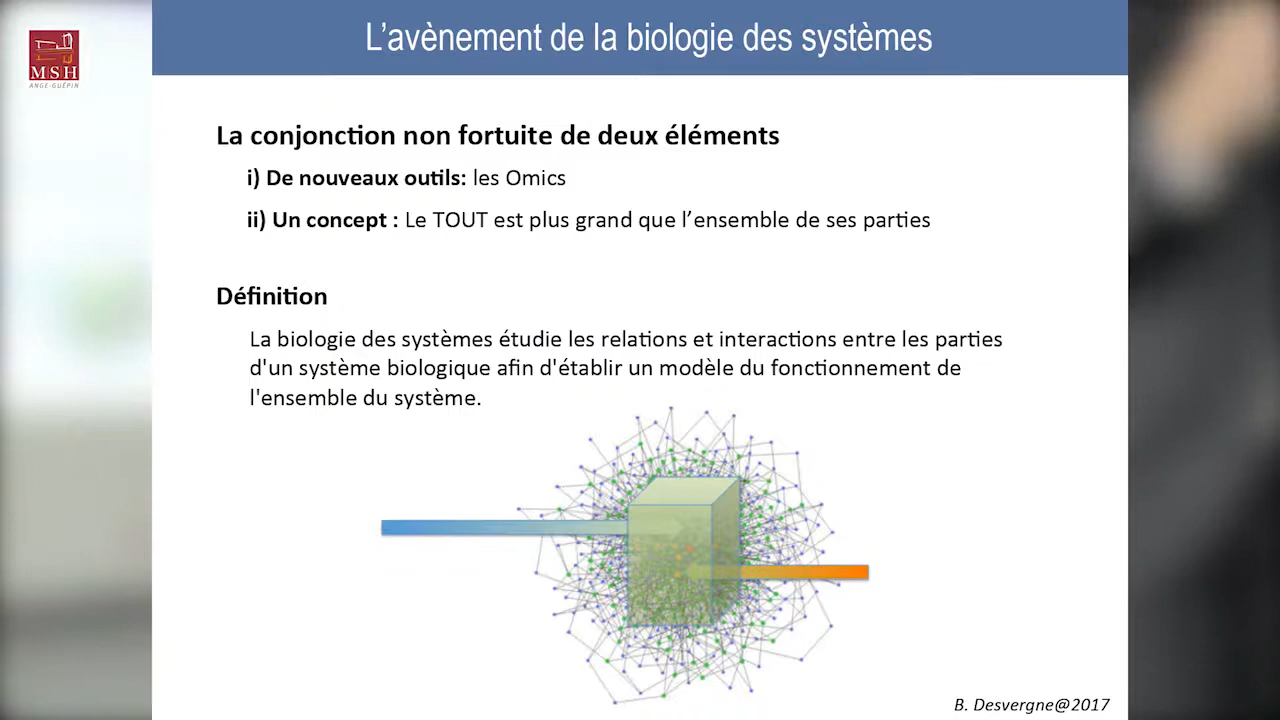 L'avènement de la biologie des systèmes
MSH
ANGE-GUÉPIN
La conjonction non fortuite de deux éléments
i) De nouveaux outils: les Omics
ii) Un concept : Le TOUT est plus grand que l’ensemble de ses parties
Définition
La biologie des systèmes étudie les relations et interactions entre les parties
d'un système biologique afin d'établir un modèle du fonctionnement de
l'ensemble du système.
B. Desvergne@2017